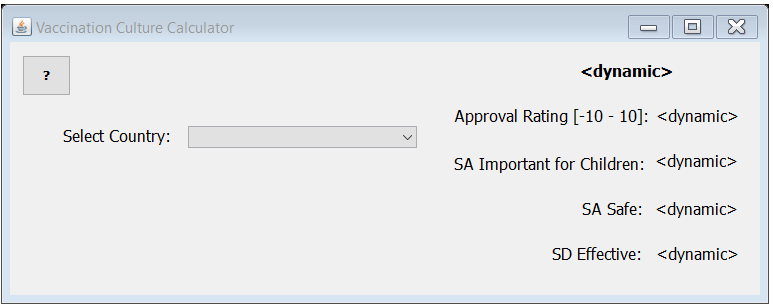 Vaccination Culture Calculator
?
<dynamic>
Approval Rating [-10 - 10]: <dynamic>
Select Country:
SA Important for Children: <dynamic>
SA Safe: <dynamic>
SD Effective: <dynamic>